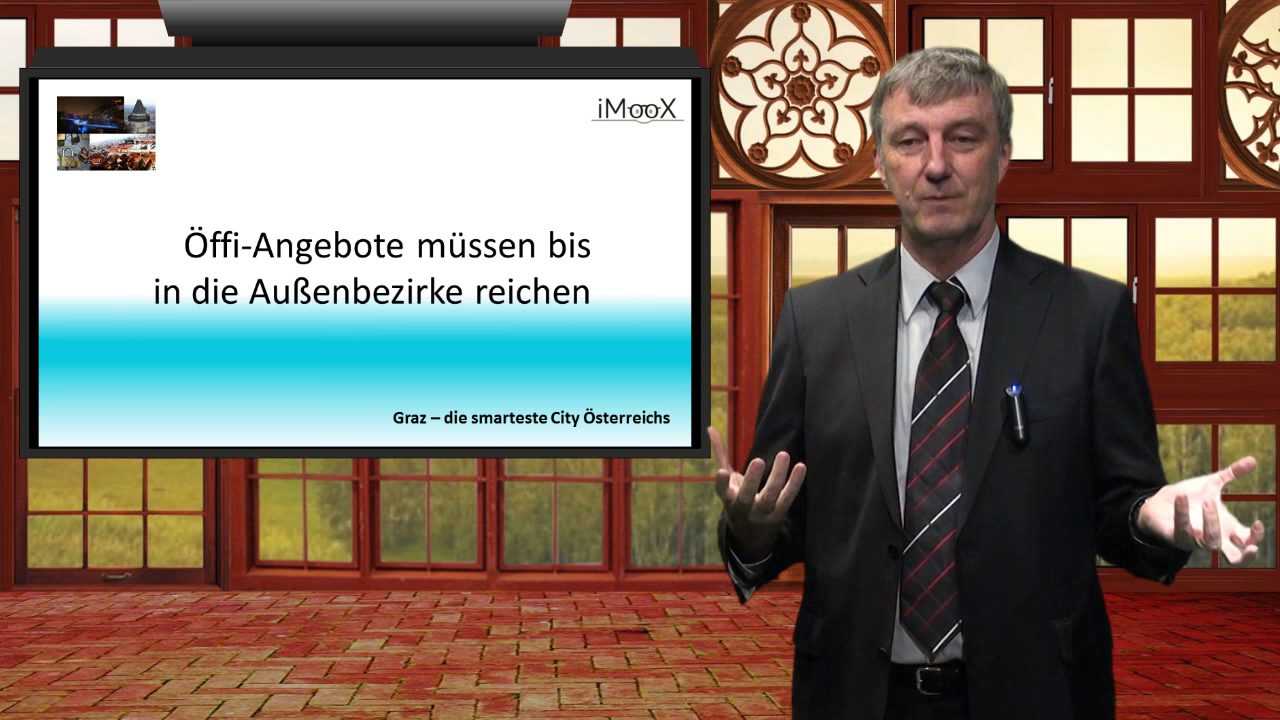 iMooX
Öffi-Angebote müssen bis
in die Außenbezirke reichen
Graz – die smarteste City Österreichs